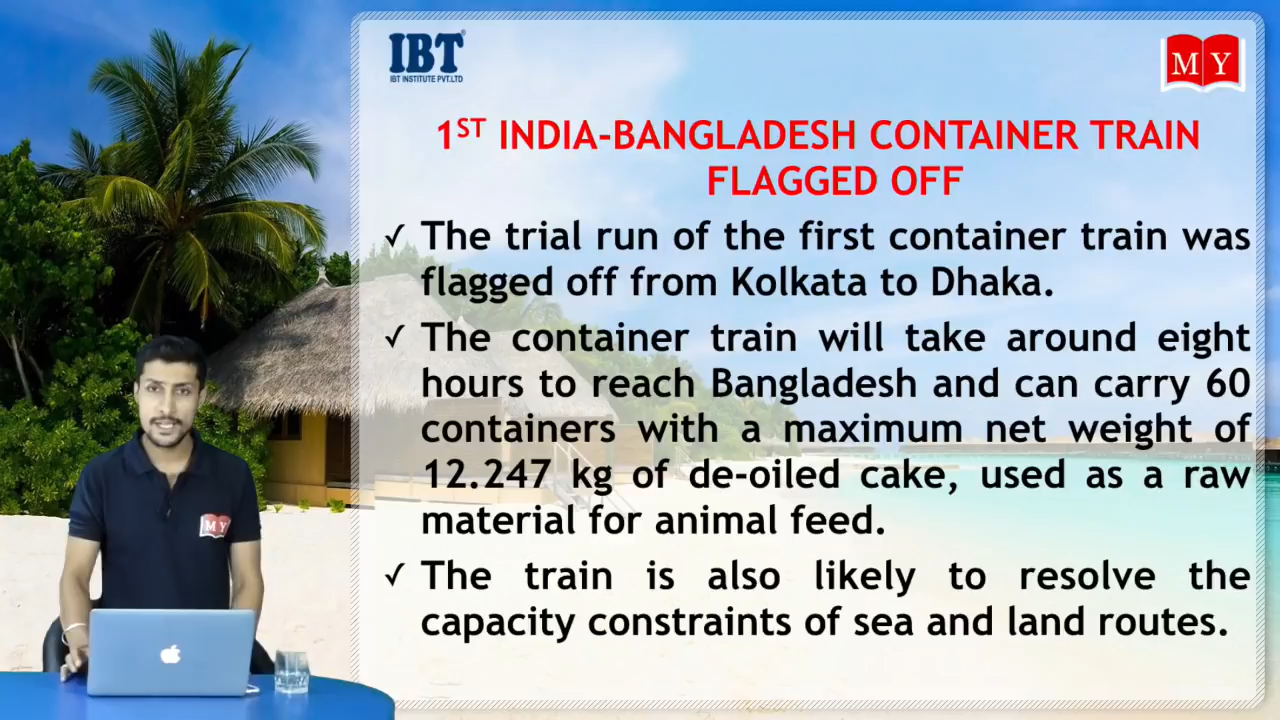 IBT
IBT INSTITUTE PVT.LTD
M Y
1ST INDIA-BANGLADESH CONTAINER TRAIN
FLAGGED OFF
✓ The trial run of the first container train was
flagged off from Kolkata to Dhaka.
✓ The container train will take around eight
hours to reach Bangladesh and can carry 60
containers with a maximum net weight of
12.247 kg of de-oiled cake, used as a raw
material for animal feed.
✓ The train is also likely to resolve the
capacity constraints of sea and land routes.
M Y